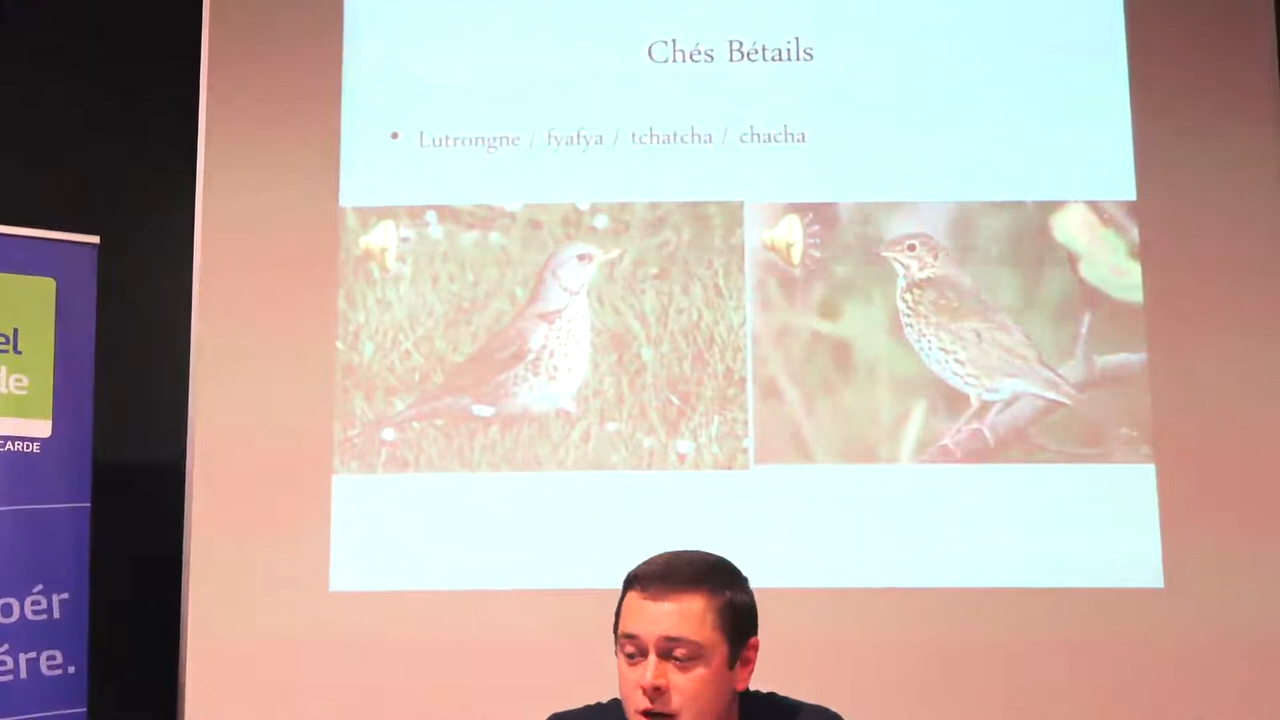 Chés Bétails
• Lutrongne / fyafya / tchatcha / chacha
el
de
CARDE
oér
ére.